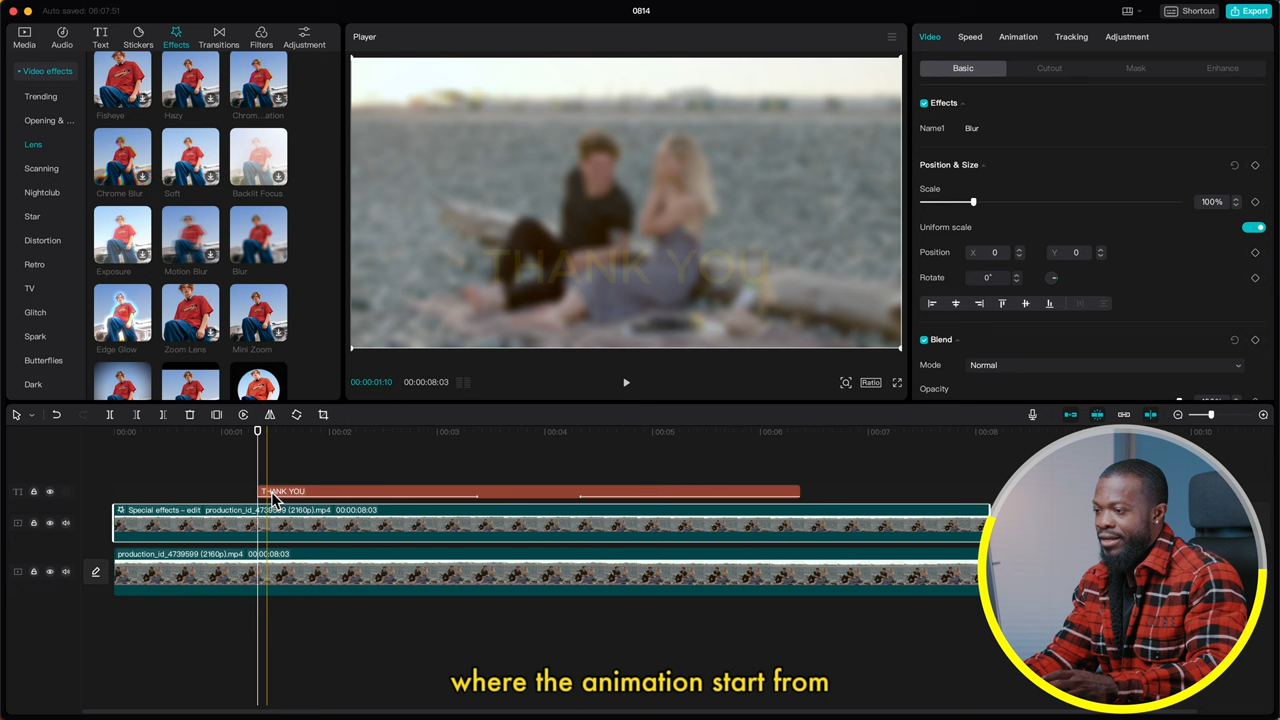 Auto saved: 06:07:51
0814
Shortcut
Export
Media
Audio
Text
Stickers
Effects
Transitions
Filters
Adjustment
Video effects
Trending
Opening & ...
Lens
Scanning
Nightclub
Star
Distortion
Retro
TV
Glitch
Spark
Butterflies
Dark
Fisheye
Hazy
Chrom...ation
Chrome Blur
Soft
Backlit Focus
Exposure
Motion Blur
Blur
Edge Glow
Zoom Lens
Mini Zoom
Player
THANK YOU
00:00:01:10
00:00:08:03
Ratio
Video
Speed
Animation
Tracking
Adjustment
Basic
Cutout
Mask
Enhance
Effects
Name1
Blur
Position & Size
Scale
100%
Uniform scale
Position
X
0
Y
0
Rotate
0°
Blend
Mode
Normal
Opacity
00:00
00:01
00:02
00:03
00:04
00:05
00:06
00:07
00:08
00:10
TI
THANK YOU
Special effects – edit production_id_4739599 (2160p).mp4 00:00:08:03
production_id_4739599 (2160p).mp4 00:00:08:03
where the animation start from